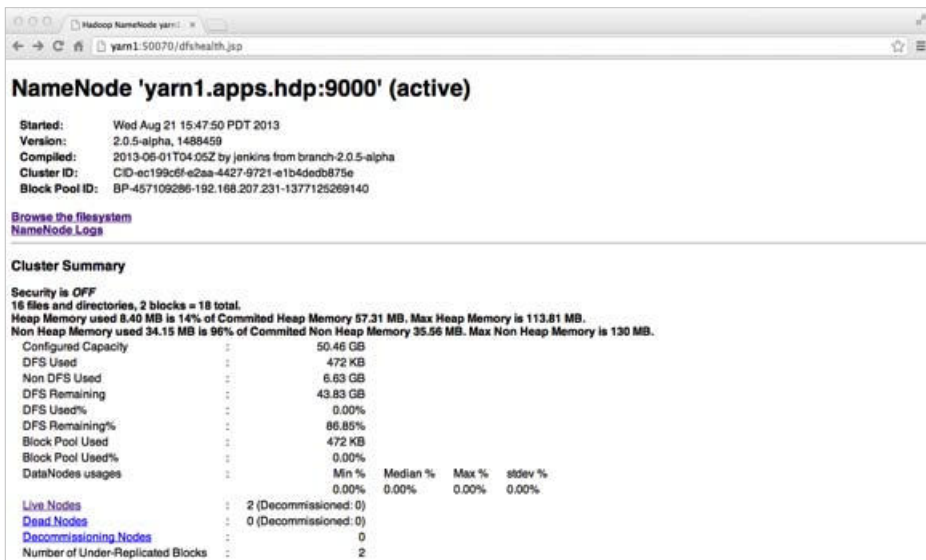 Hadoop NameNode yarn1
yarn1:50070/dfshealth.jsp
NameNode 'yarn1.apps.hdp:9000' (active)
Started: Wed Aug 21 15:47:50 PDT 2013
Version: 2.0.5-alpha, 1488459
Compiled: 2013-06-01T04:05Z by jenkins from branch-2.0.5-alpha
Cluster ID: CID-ec199c6f-e2aa-4427-9721-e1b4dedb875e
Block Pool ID: BP-457109286-192.168.207.231-1377125269140
Browse the filesystem
NameNode Logs
Cluster Summary
Security is OFF
16 files and directories, 2 blocks = 18 total.
Heap Memory used 8.40 MB is 14% of Commited Heap Memory 57.31 MB. Max Heap Memory is 113.81 MB.
Non Heap Memory used 34.15 MB is 96% of Commited Non Heap Memory 35.56 MB. Max Non Heap Memory is 130 MB.
Configured Capacity : 50.46 GB
DFS Used : 472 KB
Non DFS Used : 6.63 GB
DFS Remaining : 43.83 GB
DFS Used% : 0.00%
DFS Remaining% : 86.85%
Block Pool Used : 472 KB
Block Pool Used% : 0.00%
DataNodes usages : Min % Median % Max % stdev %
0.00% 0.00% 0.00% 0.00%
Live Nodes : 2 (Decommissioned: 0)
Dead Nodes : 0 (Decommissioned: 0)
Decommissioning Nodes : 0
Number of Under-Replicated Blocks : 2